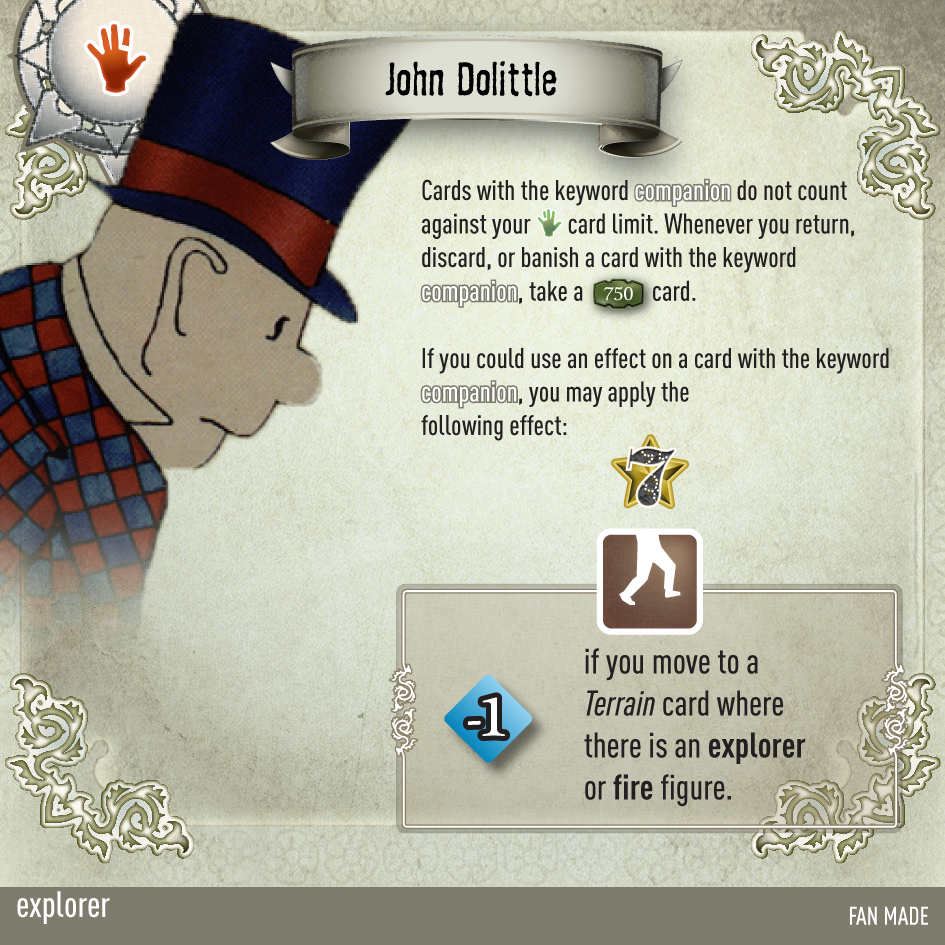 John Dolittle
Cards with the keyword companion do not count
against your card limit. Whenever you return,
discard, or banish a card with the keyword
companion, take a 750 card.
If you could use an effect on a card with the keyword
companion, you may apply the
following effect:
7
if you move to a
Terrain card where
-1
there is an explorer
or fire figure.
explorer
FAN MADE